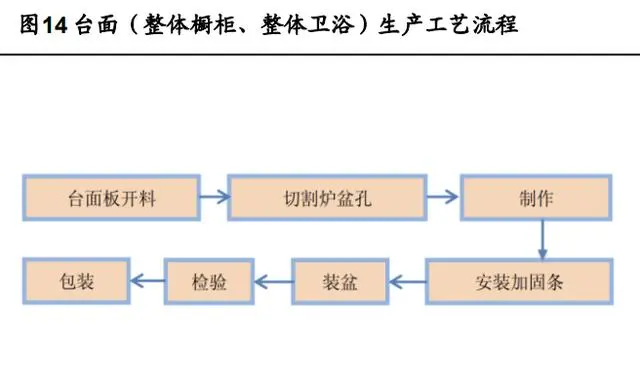 图14 台面（整体橱柜、整体卫浴）生产工艺流程
台面板开料
切割炉盆孔
制作
安装加固条
装盆
检验
包装